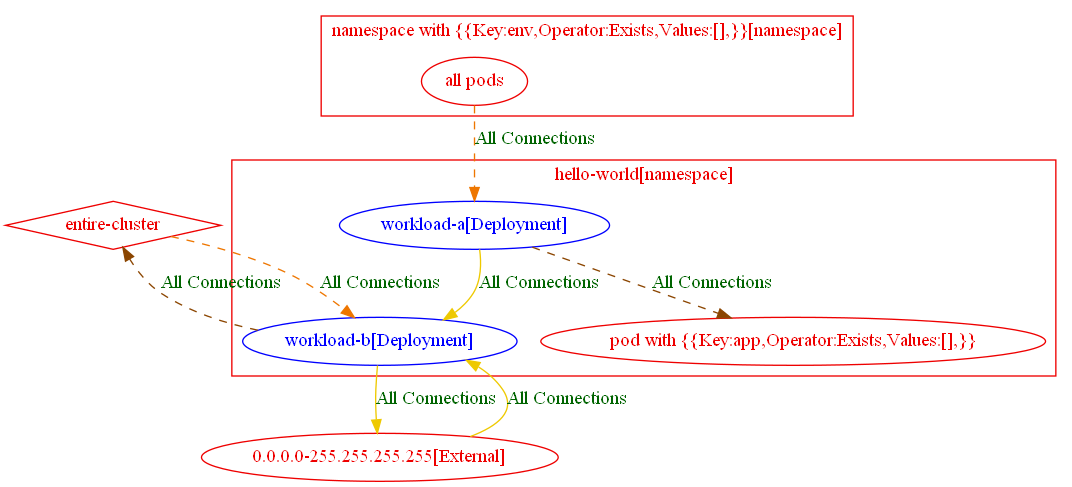 namespace with {{Key:env,Operator:Exists,Values:[],}}[namespace]
all pods
All Connections
hello-world[namespace]
entire-cluster
workload-a[Deployment]
All Connections
All Connections
All Connections
All Connections
workload-b[Deployment]
pod with {{Key:app,Operator:Exists,Values:[],}}
All Connections
All Connections
0.0.0.0-255.255.255.255[External]